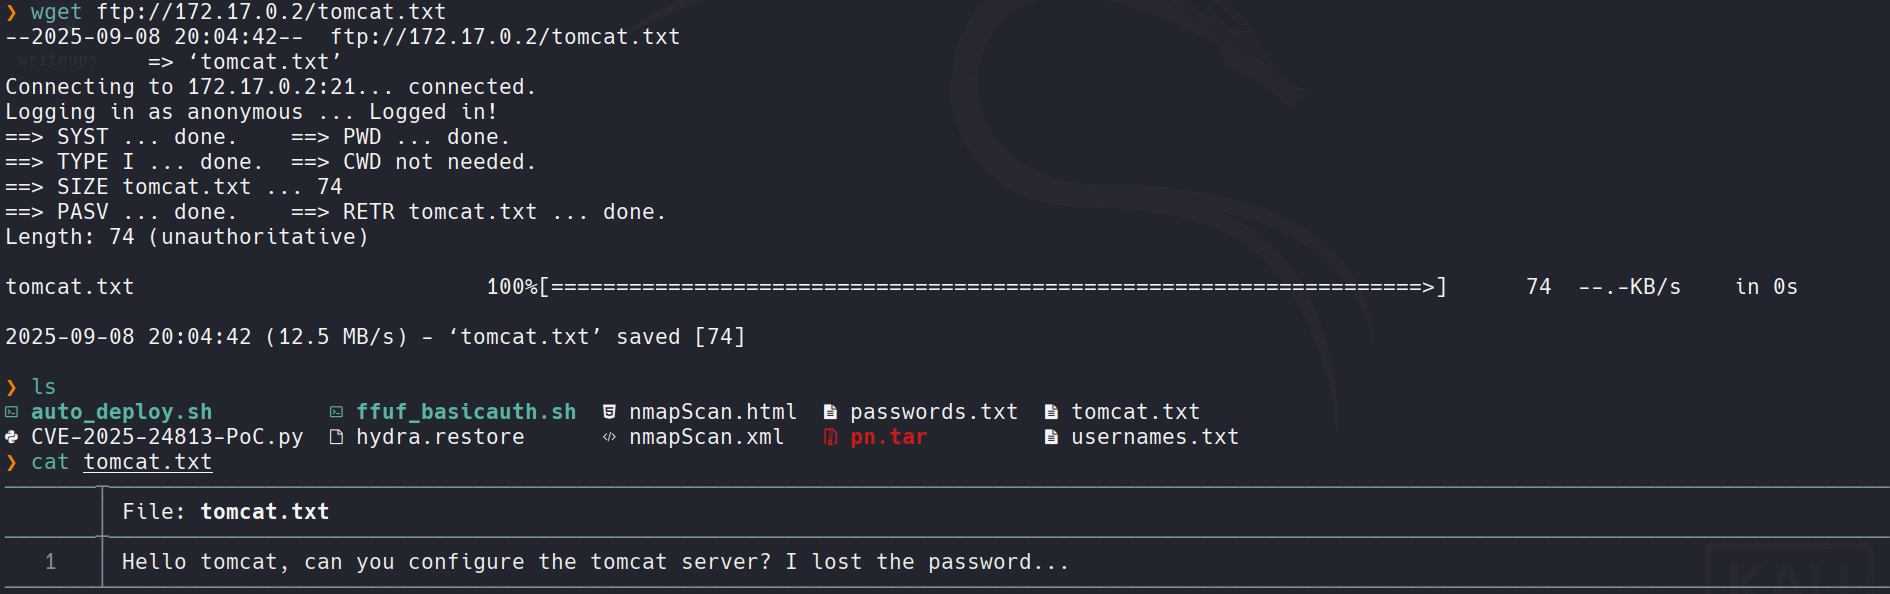 ❯ wget ftp://172.17.0.2/tomcat.txt
--2025-09-08 20:04:42--  ftp://172.17.0.2/tomcat.txt
writeups
           => ‘tomcat.txt’
Connecting to 172.17.0.2:21... connected.
Logging in as anonymous ... Logged in!
==> SYST ... done.    ==> PWD ... done.
==> TYPE I ... done.  ==> CWD not needed.
==> SIZE tomcat.txt ... 74
==> PASV ... done.    ==> RETR tomcat.txt ... done.
Length: 74 (unauthoritative)
tomcat.txt                           100%[===================================================================>]      74  --.-KB/s    in 0s
2025-09-08 20:04:42 (12.5 MB/s) - ‘tomcat.txt’ saved [74]
❯ ls
auto_deploy.sh  ffuf_basicauth.sh  nmapScan.html  passwords.txt  tomcat.txt
CVE-2025-24813-PoC.py  hydra.restore  nmapScan.xml  pn.tar  usernames.txt
❯ cat tomcat.txt
File: tomcat.txt
1  Hello tomcat, can you configure the tomcat server? I lost the password...
KALI